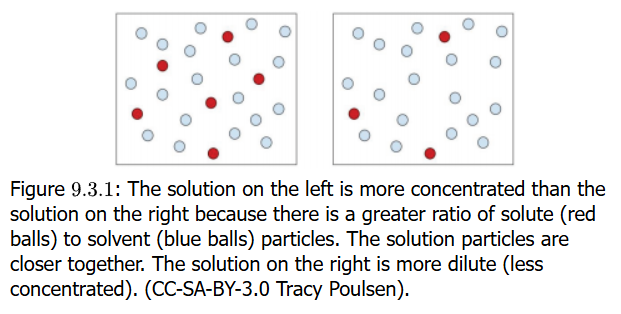 Figure 9.3.1: The solution on the left is more concentrated than the
solution on the right because there is a greater ratio of solute (red
balls) to solvent (blue balls) particles. The solution particles are
closer together. The solution on the right is more dilute (less
concentrated). (CC-SA-BY-3.0 Tracy Poulsen).